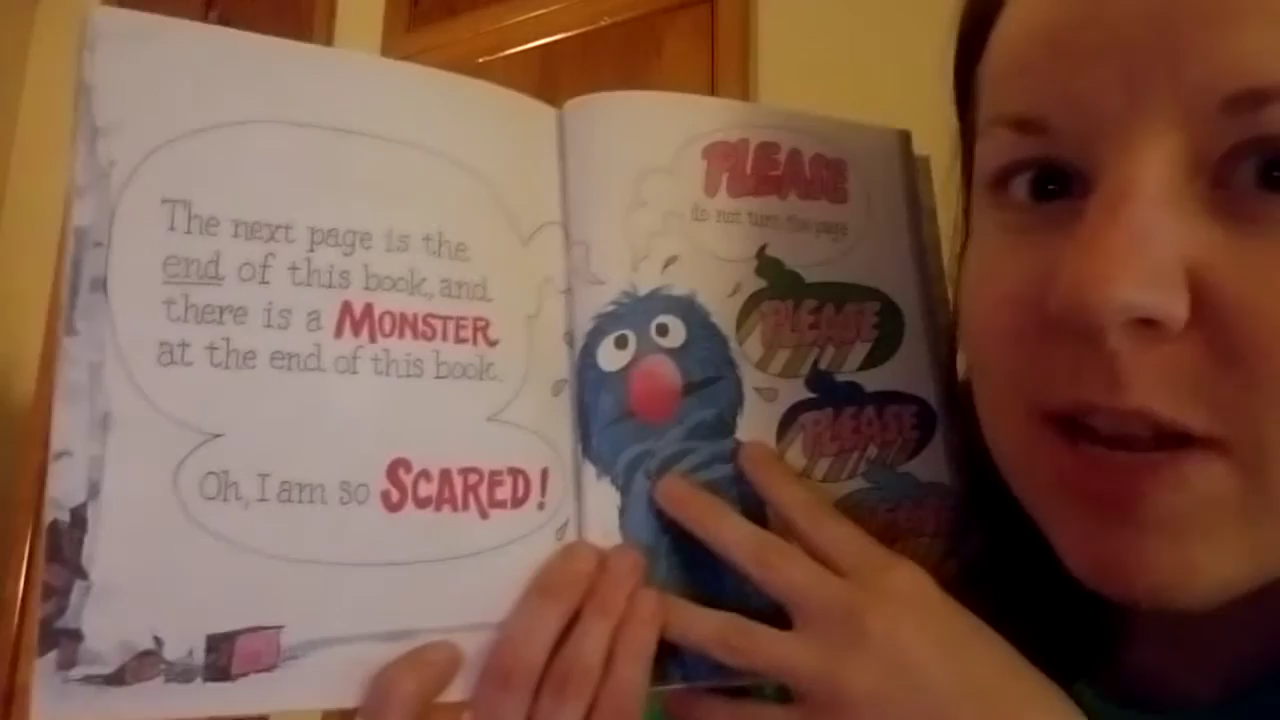 The next page is the
end of this book, and
there is a MONSTER
at the end of this book.
Oh, I am so SCARED!
PLEASE
do not turn the page
PLEASE
PLEASE
PLEASE